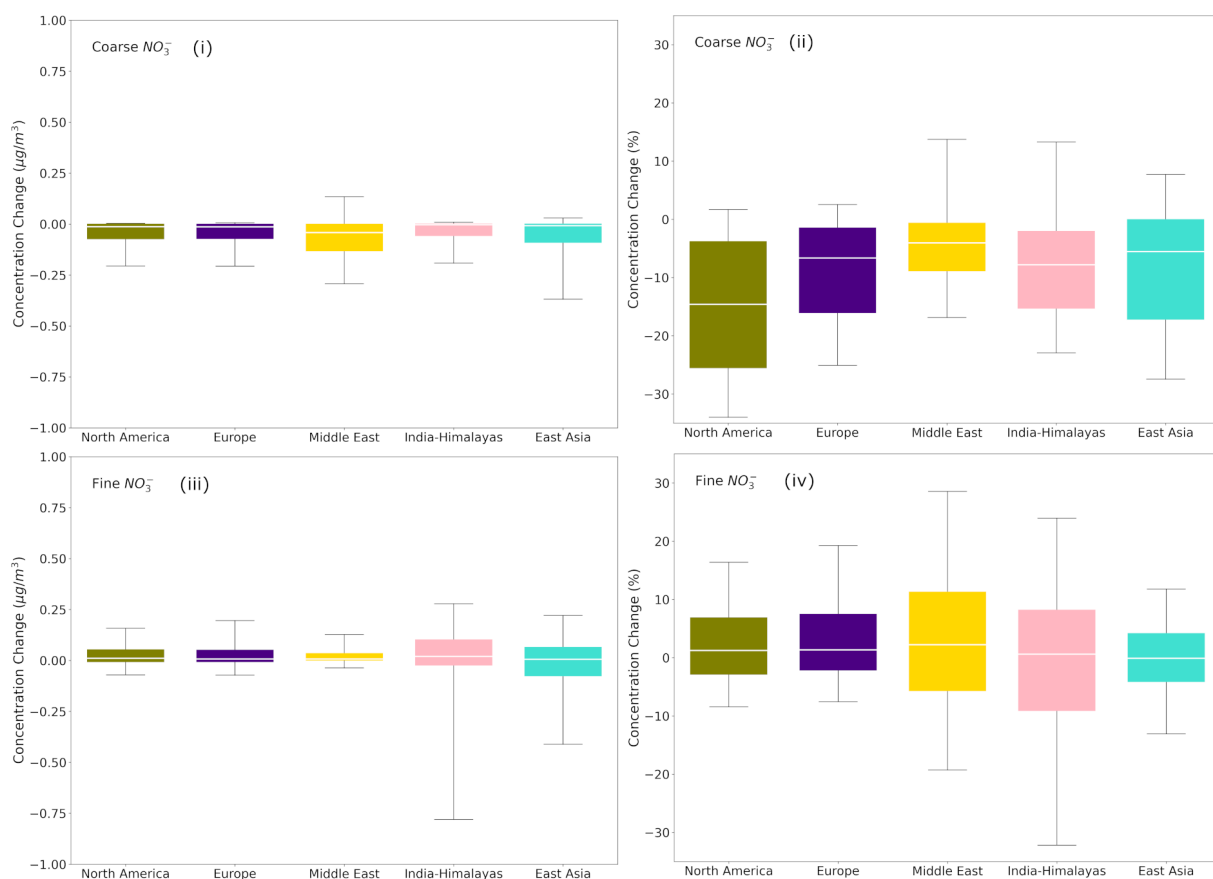 Coarse NO₃⁻ (i)
Concentration Change (μg/m³)
1.00
0.75
0.50
0.25
0.00
−0.25
−0.50
−0.75
−1.00
North America Europe Middle East India-Himalayas East Asia
Coarse NO₃⁻ (ii)
Concentration Change (%)
30
20
10
0
−10
−20
−30
North America Europe Middle East India-Himalayas East Asia
Fine NO₃⁻ (iii)
Concentration Change (μg/m³)
1.00
0.75
0.50
0.25
0.00
−0.25
−0.50
−0.75
−1.00
North America Europe Middle East India-Himalayas East Asia
Fine NO₃⁻ (iv)
Concentration Change (%)
30
20
10
0
−10
−20
−30
North America Europe Middle East India-Himalayas East Asia